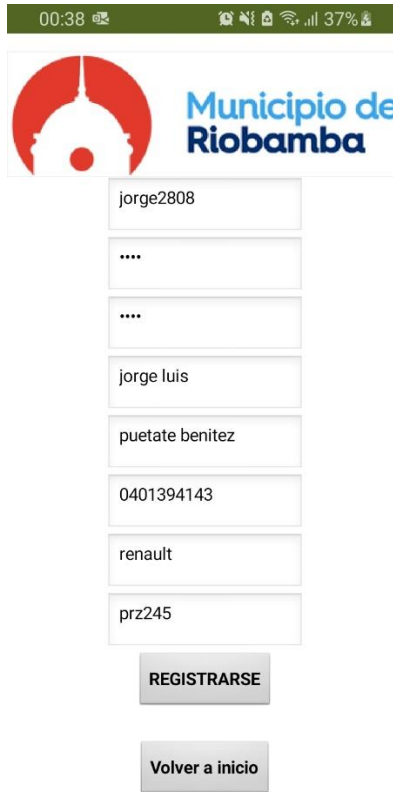 00:38 37%
Municipio de
Riobamba
jorge2808
••••
••••
jorge luis
puetate benitez
0401394143
renault
prz245
REGISTRARSE
Volver a inicio